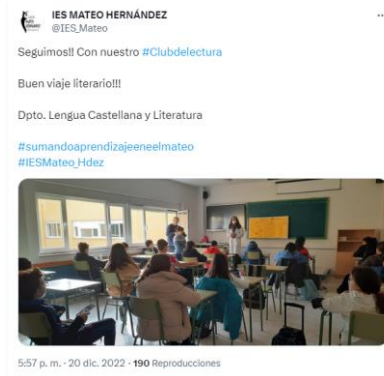 IES MATEO HERNÁNDEZ
@IES_Mateo
Seguimos!! Con nuestro #Clubdelectura
Buen viaje literario!!!
Dpto. Lengua Castellana y Literatura
#sumandoaprendizajeeneelmateo
#IESMateo_Hdez
5:57 p. m. · 20 dic. 2022 · 190 Reproducciones